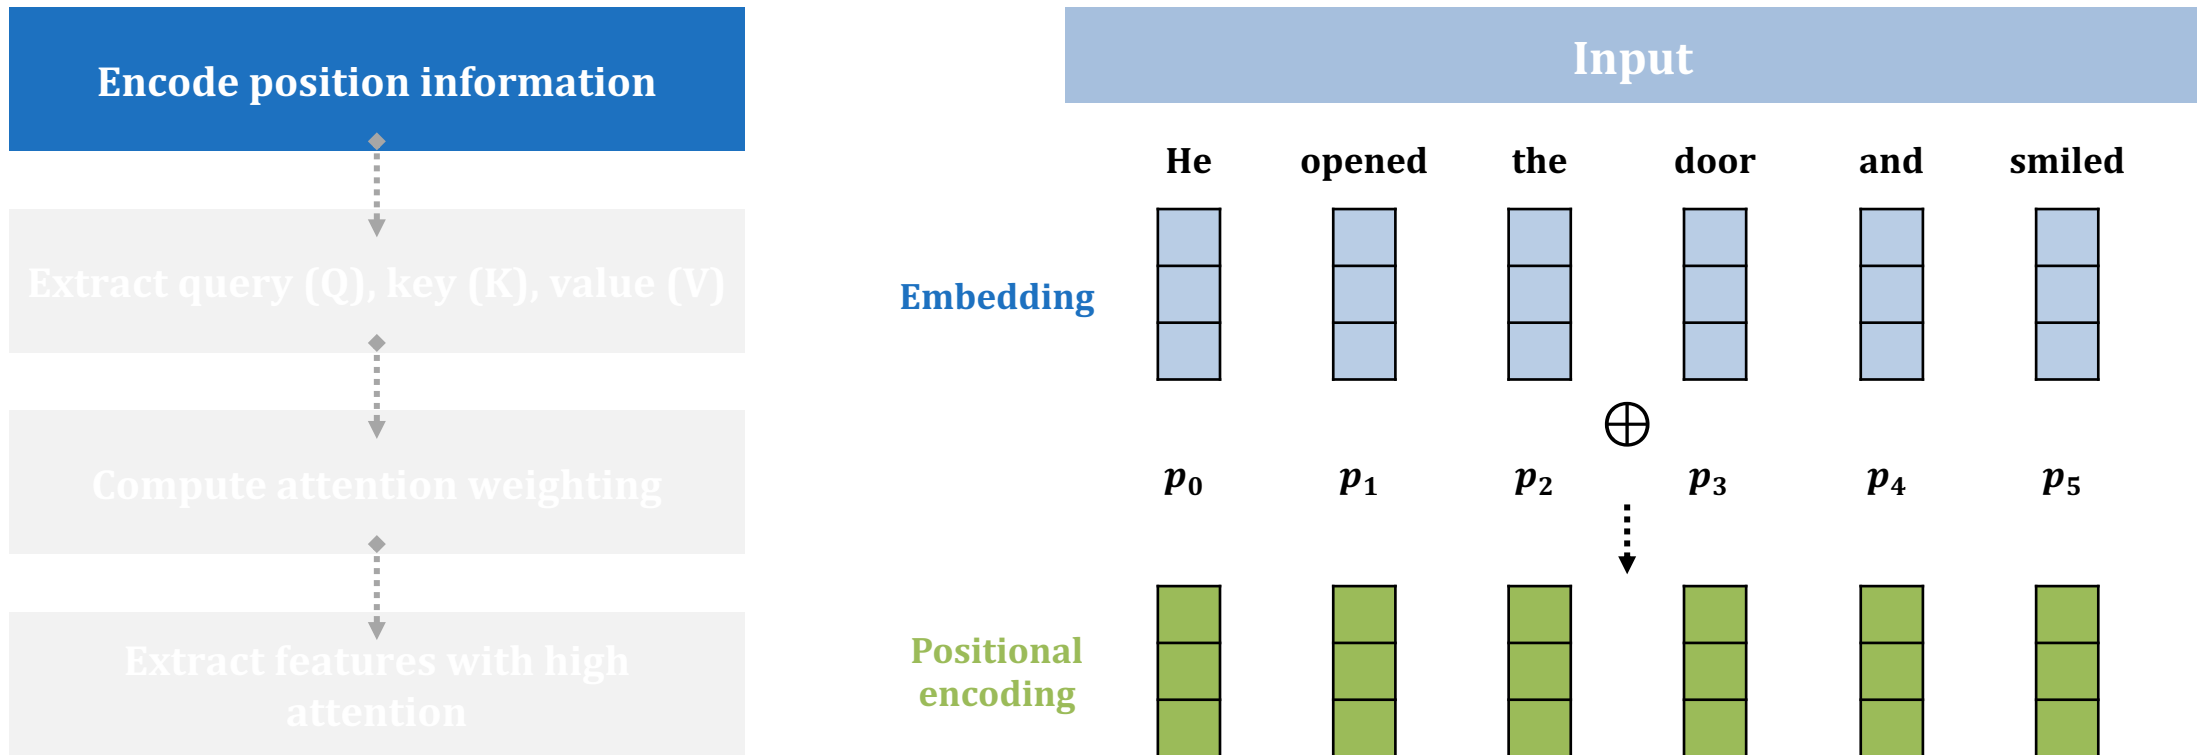 Encode position information
Extract query (Q), key (K), value (V)
Compute attention weighting
Extract features with high
attention
Input
He opened the door and smiled
Embedding
p₀ p₁ p₂ p₃ p₄ p₅
Positional
encoding